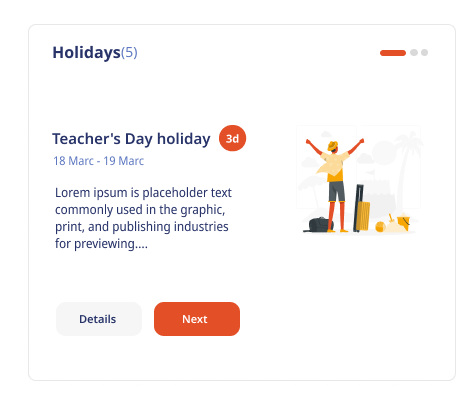 Holidays(5)
Teacher's Day holiday 3d
18 Marc - 19 Marc
Lorem ipsum is placeholder text
commonly used in the graphic,
print, and publishing industries
for previewing....
Details Next